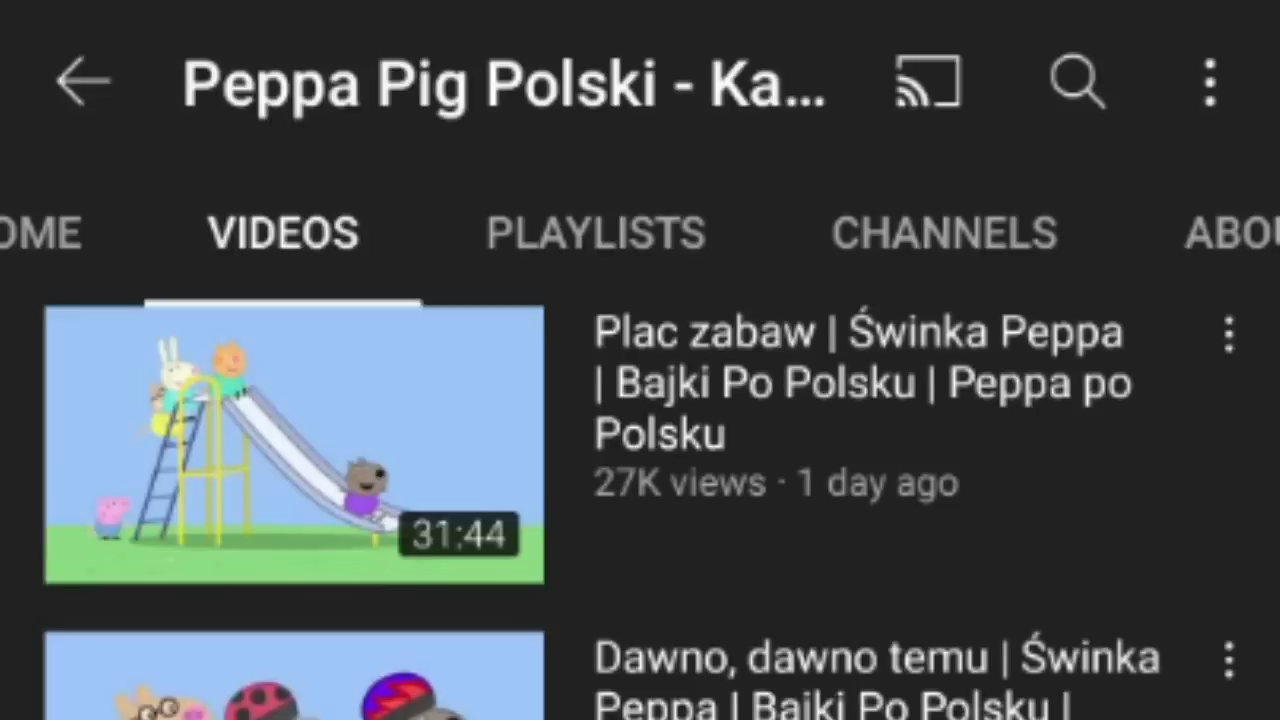 Peppa Pig Polski - Ka...
OME VIDEOS PLAYLISTS CHANNELS ABOU
Plac zabaw | Świnka Peppa
| Bajki Po Polsku | Peppa po
Polsku
27K views · 1 day ago
31:44
Dawno, dawno temu | Świnka
Peppa | Bajki Po Polsku |